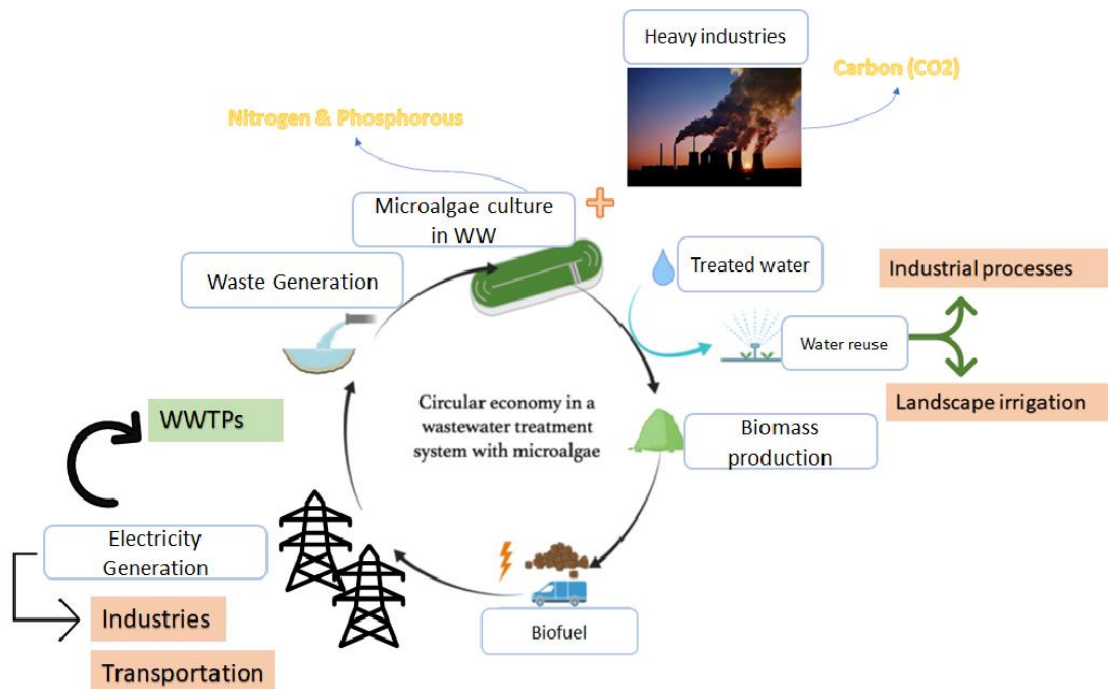 Heavy industries
Carbon (CO2)
Nitrogen & Phosphorous
Microalgae culture
in WW
Waste Generation
Treated water
Industrial processes
Water reuse
Landscape irrigation
Circular economy in a
wastewater treatment
system with microalgae
WWTPs
Biomass
production
Electricity
Generation
Industries
Biofuel
Transportation